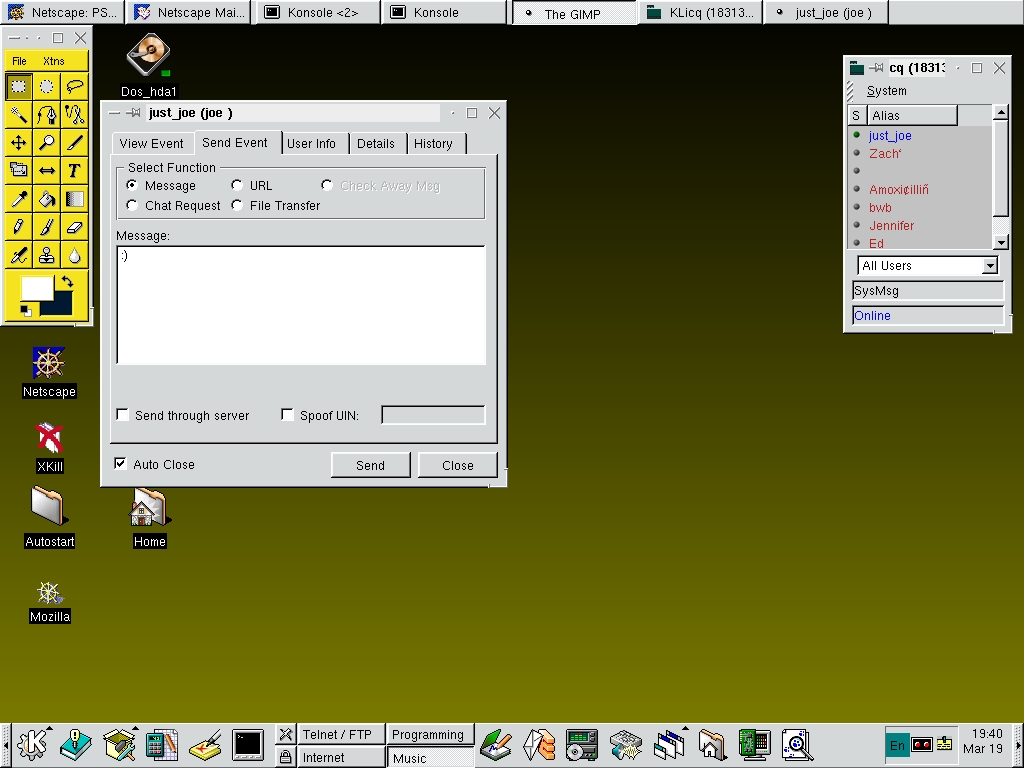 Netscape: PS...
Netscape Mai...
Konsole <2>
Konsole
The GIMP
KLicq (18313...
just_joe (joe )
File Xtns
T
Dos_hda1
just_joe (joe )
View Event
Send Event
User Info
Details
History
Select Function
Message
URL
Check Away Msg
Chat Request
File Transfer
Message:
:)
Send through server
Spoof UIN:
Auto Close
Send
Close
cq (18313
System
S Alias
just_joe
Zach'
Amoxi¢illiñ
bwb
Jennifer
Ed
All Users
SysMsg
Online
Netscape
XKill
Autostart
Home
Mozilla
K
Telnet / FTP
Programming
Internet
Music
En
19:40
Mar 19